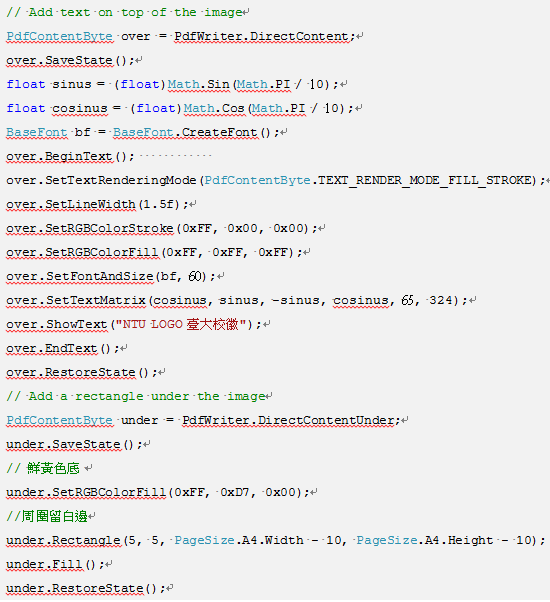 // Add text on top of the image
PdfContentByte over = PdfWriter.DirectContent;
over.SaveState();
float sinus = (float)Math.Sin(Math.PI / 10);
float cosinus = (float)Math.Cos(Math.PI / 10);
BaseFont bf = BaseFont.CreateFont();
over.BeginText();
over.SetTextRenderingMode(PdfContentByte.TEXT_RENDER_MODE_FILL_STROKE);
over.SetLineWidth(1.5f);
over.SetRGBColorStroke(0xFF, 0x00, 0x00);
over.SetRGBColorFill(0xFF, 0xFF, 0xFF);
over.SetFontAndSize(bf, 60);
over.SetTextMatrix(cosinus, sinus, -sinus, cosinus, 65, 324);
over.ShowText("NTU LOGO 臺大校徽");
over.EndText();
over.RestoreState();
// Add a rectangle under the image
PdfContentByte under = PdfWriter.DirectContentUnder;
under.SaveState();
// 鮮黃色底
under.SetRGBColorFill(0xFF, 0xD7, 0x00);
//周圍留白邊
under.Rectangle(5, 5, PageSize.A4.Width - 10, PageSize.A4.Height - 10);
under.Fill();
under.RestoreState();